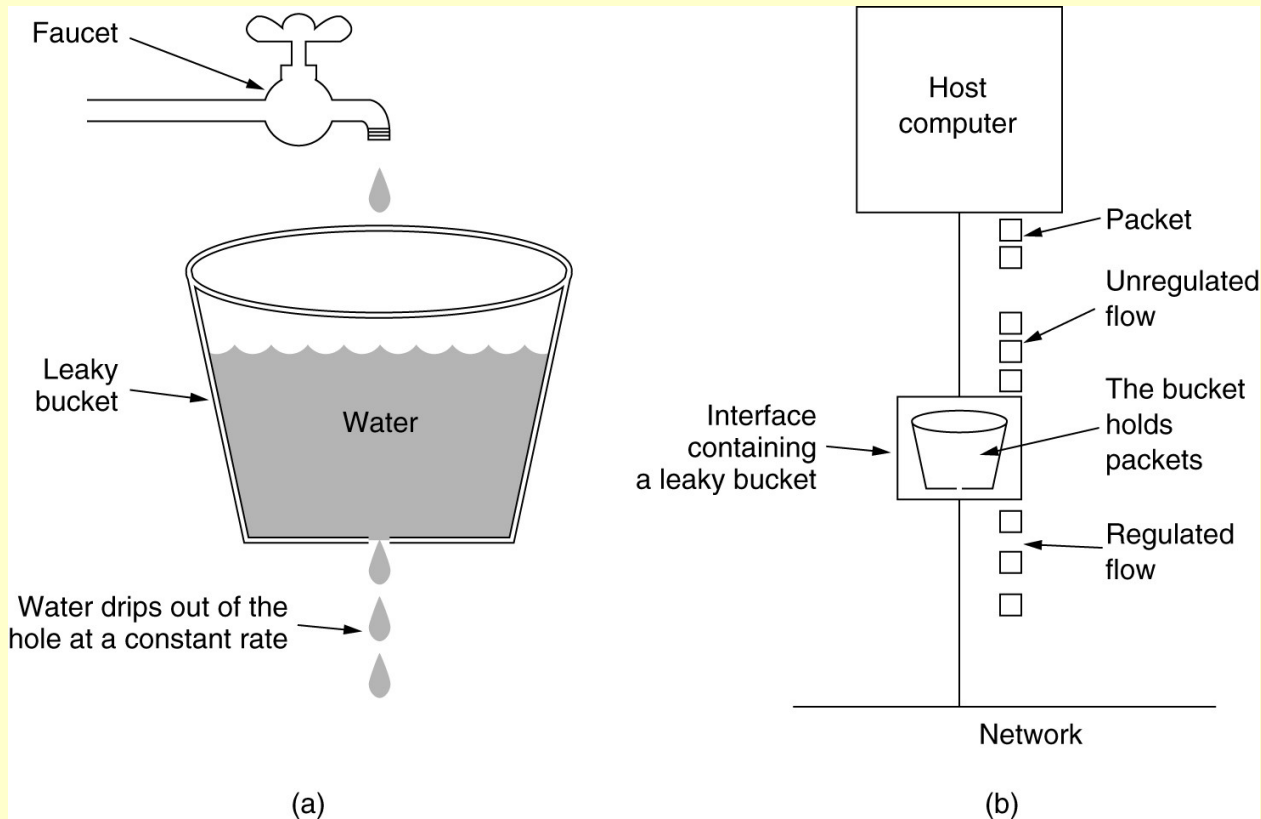 Faucet
Leaky
bucket
Water
Water drips out of the
hole at a constant rate
(a)
Host
computer
Packet
Unregulated
flow
The bucket
holds
packets
Interface
containing
a leaky bucket
Regulated
flow
Network
(b)